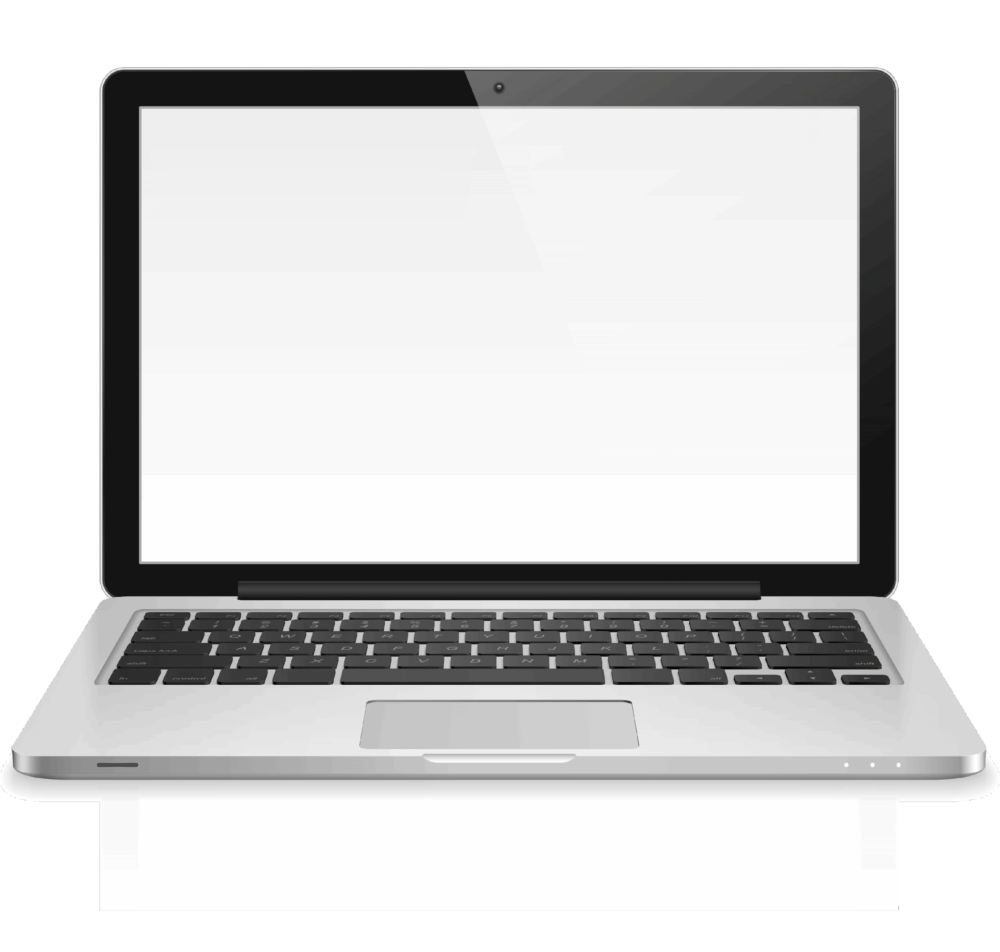 esc F1 F2 F3 F4 F5 F6 F7 F8 F9 F10 F11 F12
~ ` ! 1 @ 2 # 3 $ 4 % 5 ^ 6 & 7 * 8 ( 9 ) 0 — - + = delete
tab Q W E R T Y U I O P { [ } ] | \
caps lock A S D F G H J K L : ; " ' enter
shift Z X C V B N M < , > . ? / shift
fn control alt alt